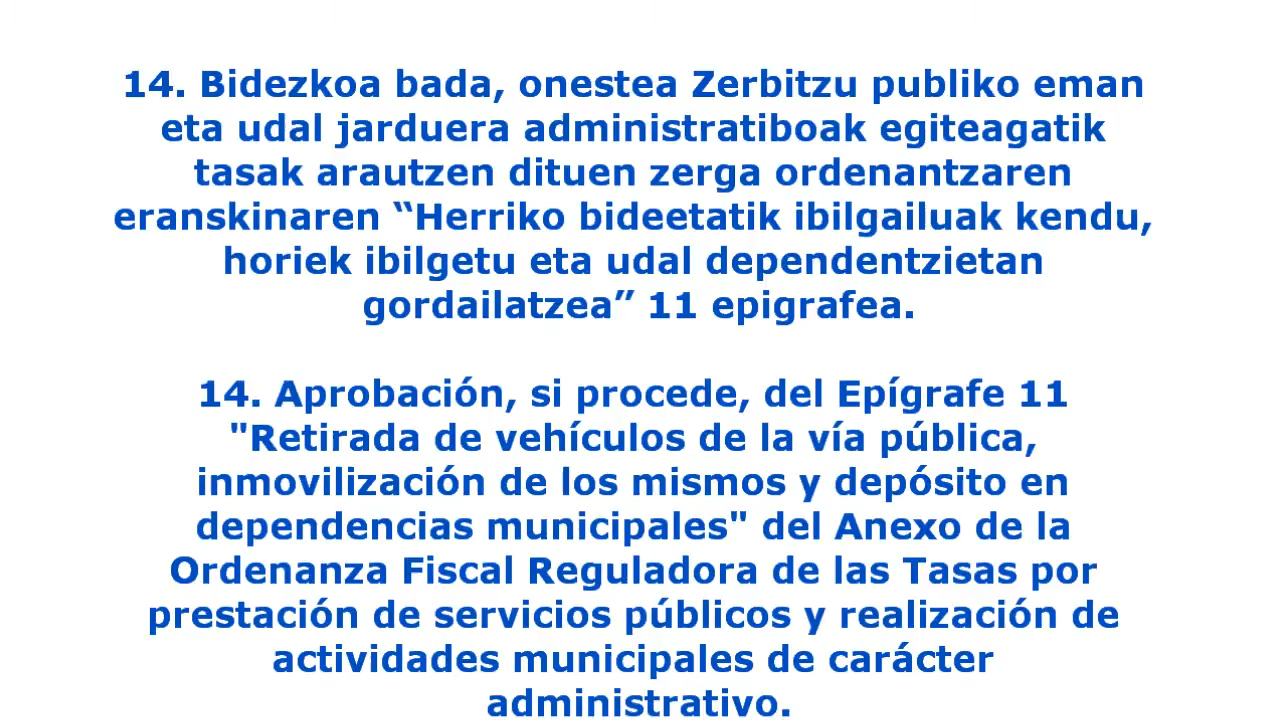 14. Bidezkoa bada, onestea Zerbitzu publiko eman
eta udal jarduera administratiboak egiteagatik
tasak arautzen dituen zerga ordenantzaren
eranskinaren “Herriko bideetatik ibilgailuak kendu,
horiek ibilgetu eta udal dependentzietan
gordailatzea” 11 epigrafea.
14. Aprobación, si procede, del Epígrafe 11
"Retirada de vehículos de la vía pública,
inmovilización de los mismos y depósito en
dependencias municipales" del Anexo de la
Ordenanza Fiscal Reguladora de las Tasas por
prestación de servicios públicos y realización de
actividades municipales de carácter
administrativo.